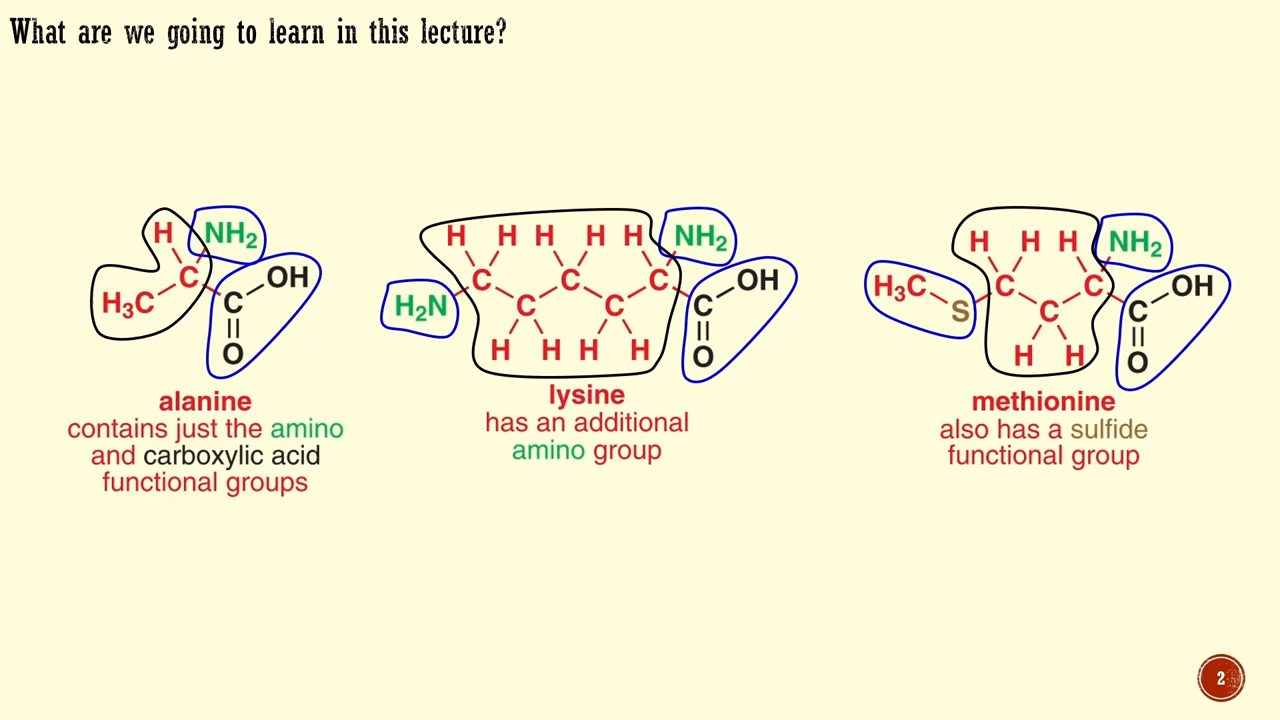 What are we going to learn in this lecture?
H NH2
C OH
H3C C
O
alanine
contains just the amino
and carboxylic acid
functional groups
H H H H H NH2
C C C OH
H2N C C C
H H H H O
lysine
has an additional
amino group
H H H NH2
H3C C C OH
S C C
H H O
methionine
also has a sulfide
functional group
2